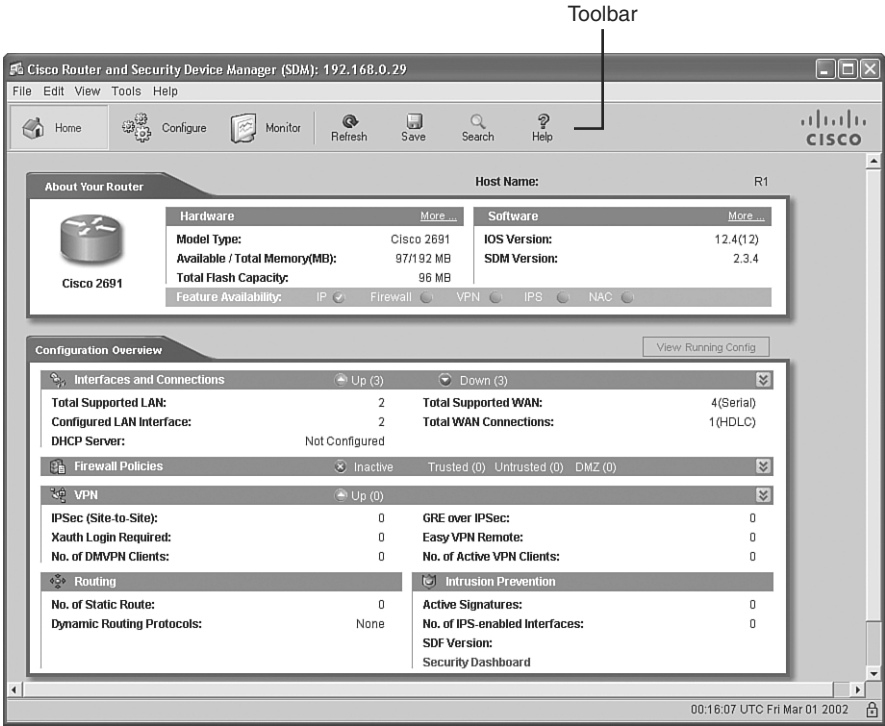 Toolbar
Cisco Router and Security Device Manager (SDM): 192.168.0.29
File Edit View Tools Help
Home Configure Monitor Refresh Save Search Help
CISCO
About Your Router Host Name: R1
Hardware More ... Software More ...
Model Type: Cisco 2691 IOS Version: 12.4(12)
Available / Total Memory(MB): 97/192 MB SDM Version: 2.3.4
Total Flash Capacity: 96 MB
Cisco 2691
Feature Availability: IP Firewall VPN IPS NAC
Configuration Overview View Running Config
Interfaces and Connections Up (3) Down (3)
Total Supported LAN: 2 Total Supported WAN: 4(Serial)
Configured LAN Interface: 2 Total WAN Connections: 1(HDLC)
DHCP Server: Not Configured
Firewall Policies Inactive Trusted (0) Untrusted (0) DMZ (0)
VPN Up (0)
IPSec (Site-to-Site): 0 GRE over IPSec: 0
Xauth Login Required: 0 Easy VPN Remote: 0
No. of DMVPN Clients: 0 No. of Active VPN Clients: 0
Routing Intrusion Prevention
No. of Static Route: 0 Active Signatures: 0
Dynamic Routing Protocols: None No. of IPS-enabled Interfaces: 0
SDF Version:
Security Dashboard
00:16:07 UTC Fri Mar 01 2002